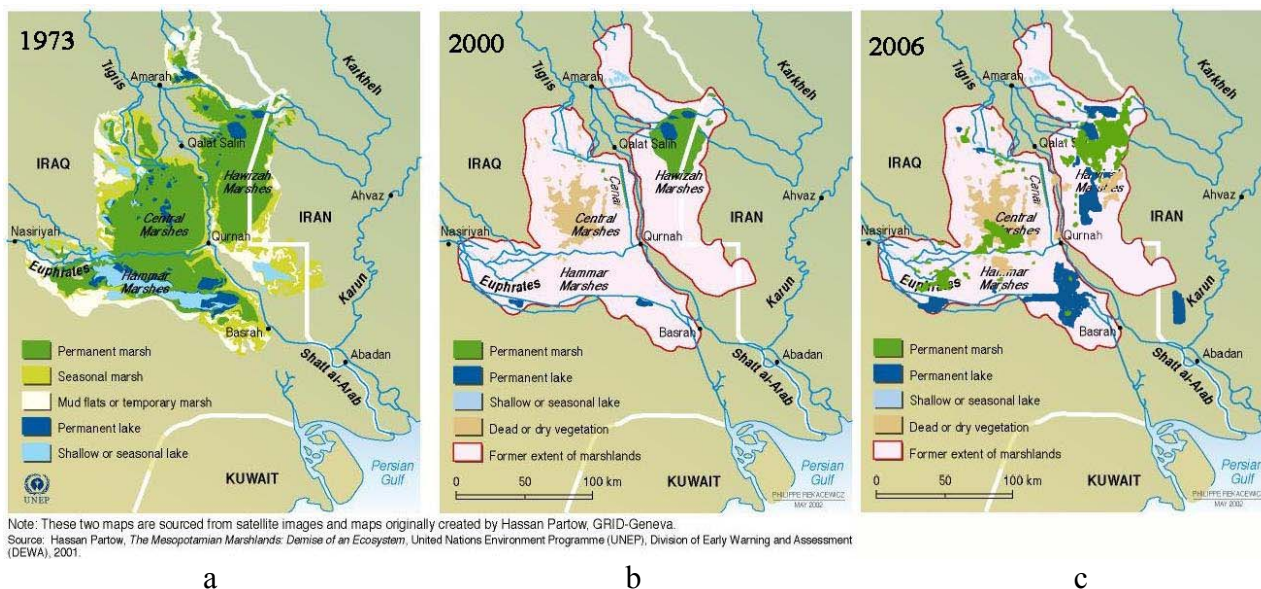 1973
Amarah
Tigris
Karkheh
Qalat Salih
IRAQ
Hawizah
Marshes
Ahvaz
Central
Marshes
IRAN
Nasiriyah
Qurnah
Euphrates
Hammar
Marshes
Karun
Basrah
Abadan
Shatt al-Arab
Permanent marsh
Seasonal marsh
Mud flats or temporary marsh
Permanent lake
Shallow or seasonal lake
UNEP
KUWAIT
Persian
Gulf
2000
Amarah
Tigris
Karkheh
Qalat Salih
IRAQ
Canal
Hawizah
Marshes
Ahvaz
Central
Marshes
IRAN
Nasiriyah
Qurnah
Euphrates
Hammar
Marshes
Karun
Basrah
Abadan
Shatt al-Arab
Permanent marsh
Permanent lake
Shallow or seasonal lake
Dead or dry vegetation
Former extent of marshlands
0 50 100 km
KUWAIT
Persian
Gulf
PHILIPPE REKACEWICZ
MAY 2002
2006
Amarah
Tigris
Karkheh
Qalat S
IRAQ
Canal
Marshes
Ahvaz
Central
Marshes
IRAN
Nasiriyah
Qurnah
Euphrates
Hammar
Marshes
Karun
Basrah
Abadan
Shatt al-Arab
Permanent marsh
Permanent lake
Shallow or seasonal lake
Dead or dry vegetation
Former extent of marshlands
0 50 100 km
KUWAIT
Persian
Gulf
PHILIPPE REKACEWICZ
MAY 2002
Note: These two maps are sourced from satellite images and maps originally created by Hassan Partow, GRID-Geneva.
Source: Hassan Partow, The Mesopotamian Marshlands: Demise of an Ecosystem, United Nations Environment Programme (UNEP), Division of Early Warning and Assessment
(DEWA), 2001.
a b c